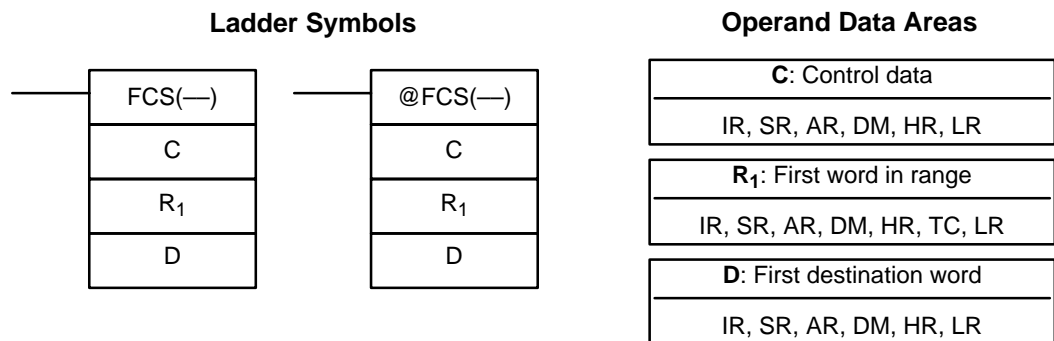 Ladder Symbols
FCS(––)
C
R1
D
@FCS(––)
C
R1
D
Operand Data Areas
C: Control data
IR, SR, AR, DM, HR, LR
R1: First word in range
IR, SR, AR, DM, HR, TC, LR
D: First destination word
IR, SR, AR, DM, HR, LR